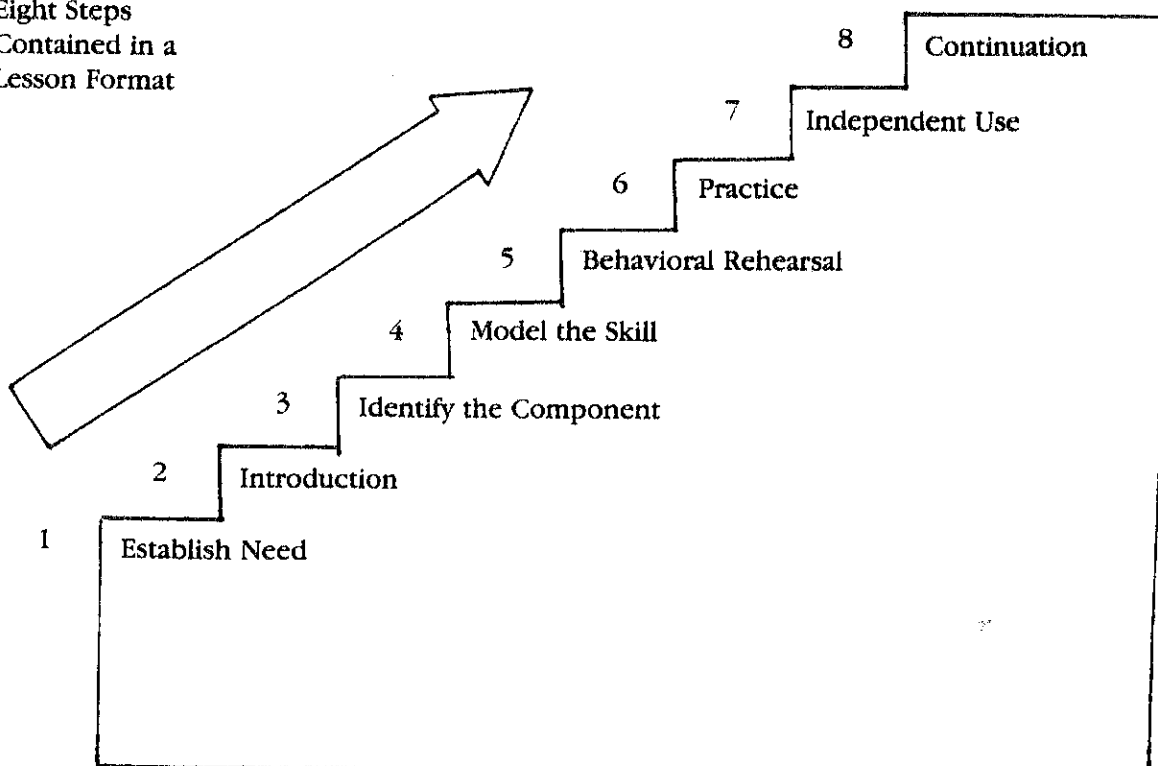 Eight Steps
Contained in a
Lesson Format
8
Continuation
7
Independent Use
6
Practice
5
Behavioral Rehearsal
4
Model the Skill
3
Identify the Component
2
Introduction
1
Establish Need